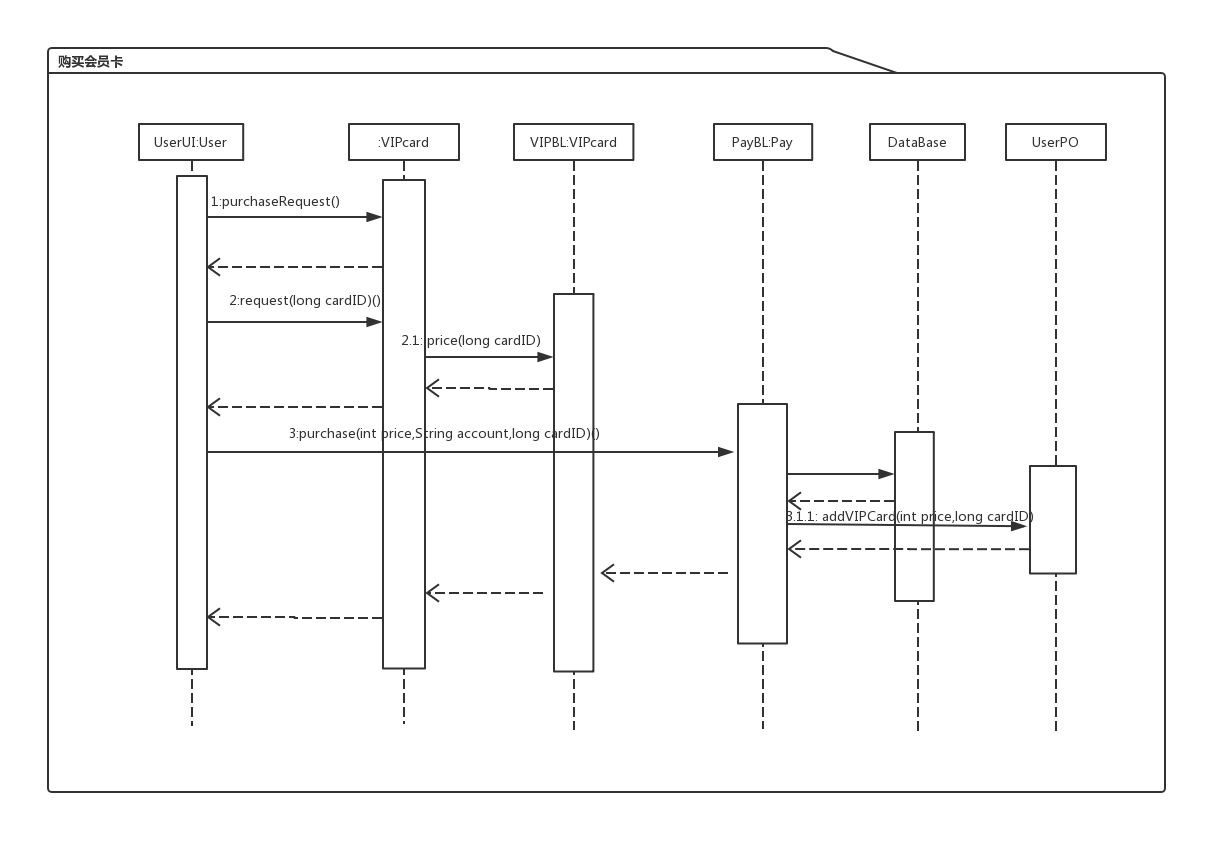 购买会员卡
UserUI:User
:VIPcard
VIPBL:VIPcard
PayBL:Pay
DataBase
UserPO
1:purchaseRequest()
2:request(long cardID)()
2.1: price(long cardID)
3:purchase(int price,String account,long cardID)()
3.1.1: addVIPCard(int price,long cardID)